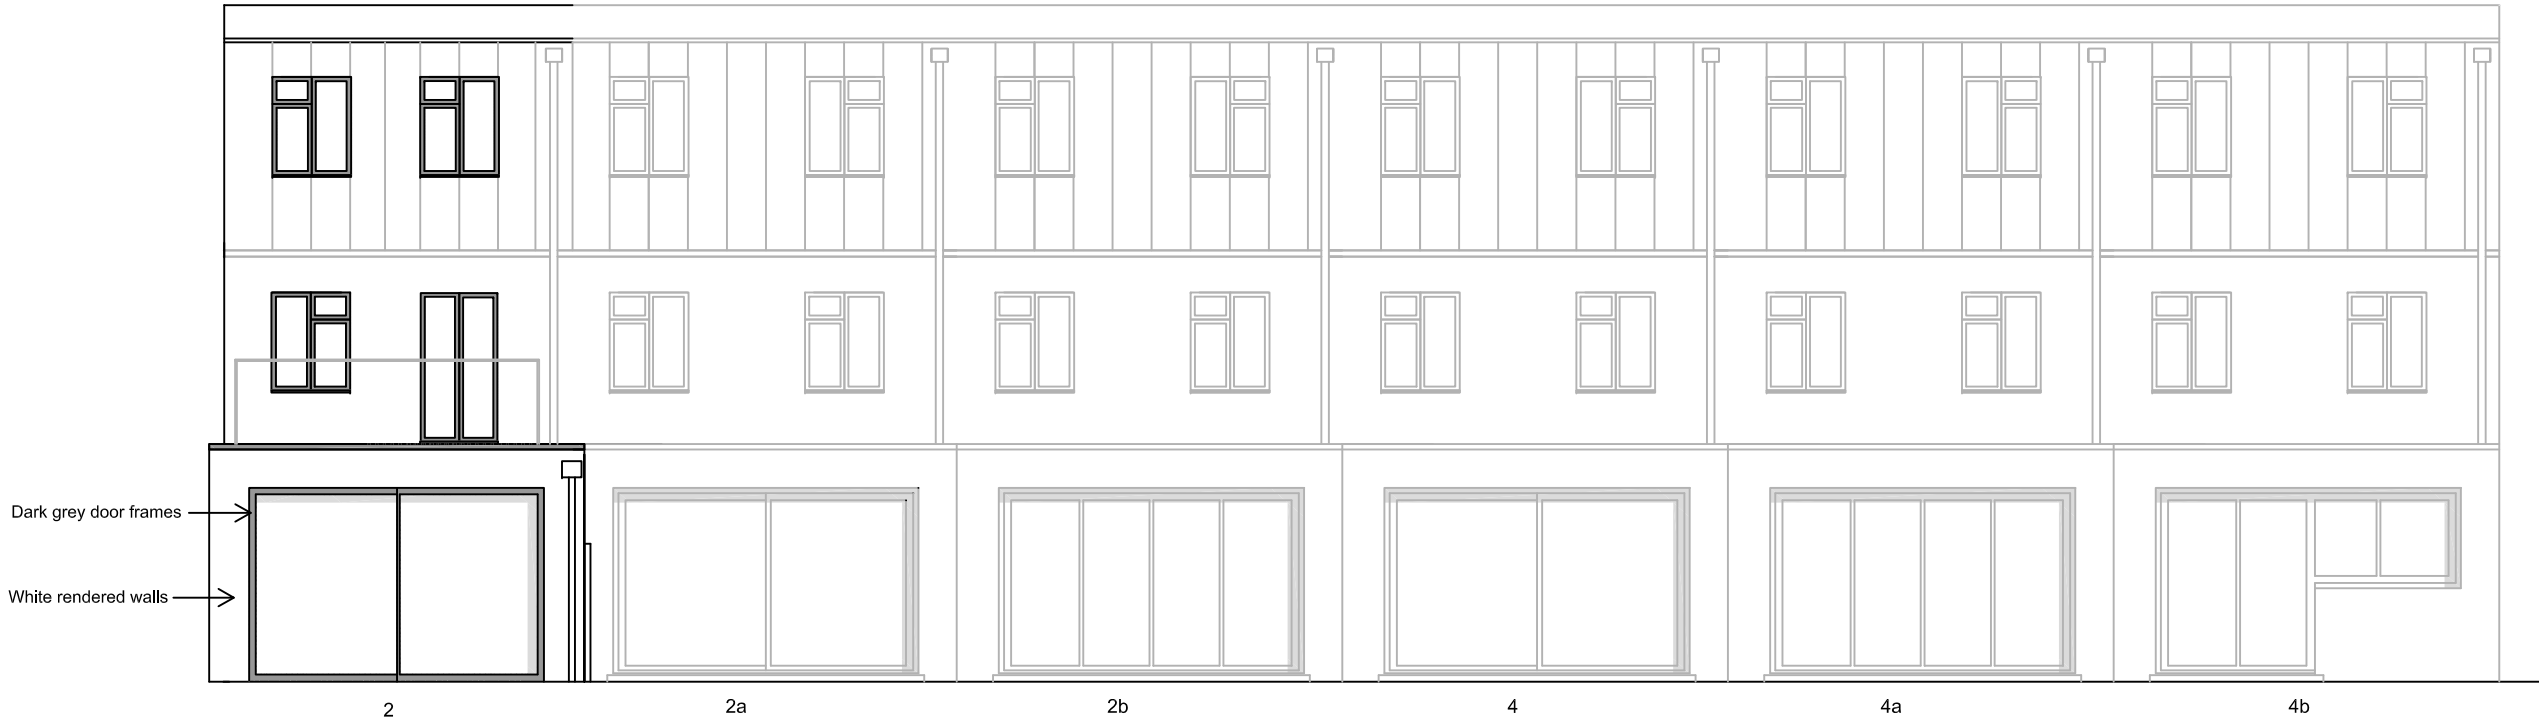 Dark grey door frames
White rendered walls
2
2a
2b
4
4a
4b